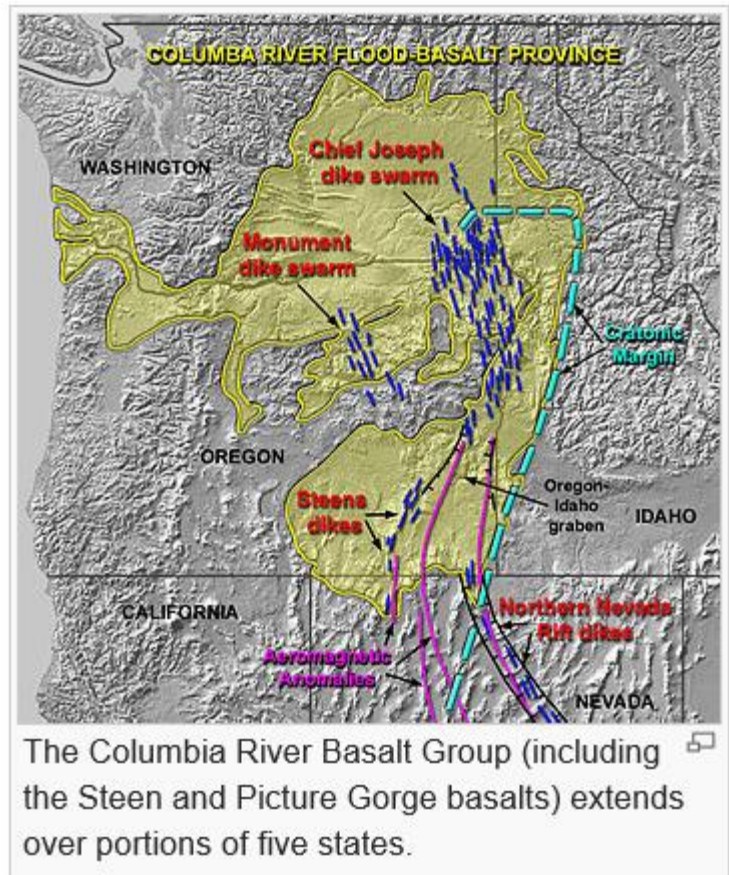 COLUMBA RIVER FLOOD-BASALT PROVINCE
WASHINGTON
Chief Joseph
dike swarm
Monument
dike swarm
Cratonic
Margin
OREGON
Oregon-
Idaho
graben
IDAHO
Steens
dikes
CALIFORNIA
Northern Nevada
Rift dikes
Aeromagnetic
Anomalies
NEVADA
The Columbia River Basalt Group (including
the Steen and Picture Gorge basalts) extends
over portions of five states.